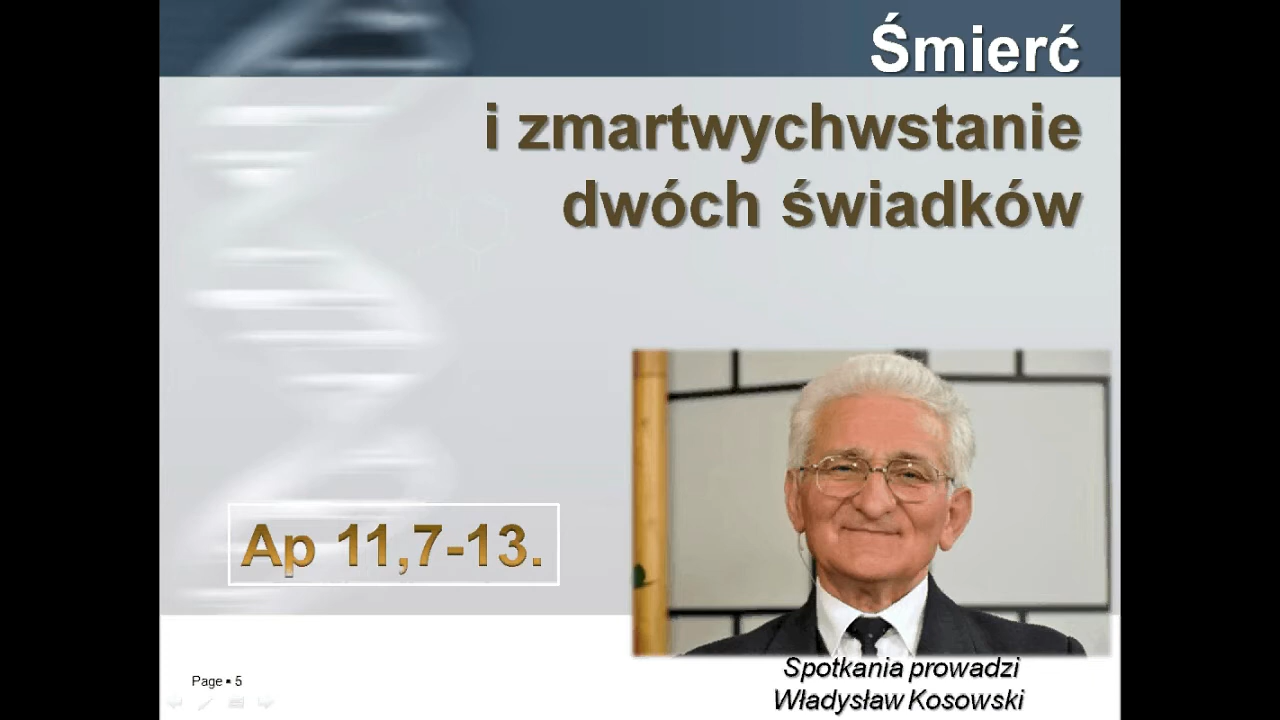 Śmierć
i zmartwychwstanie
dwóch świadków
Ap 11,7-13.
Spotkania prowadzi
Władysław Kosowski
Page ▪ 5